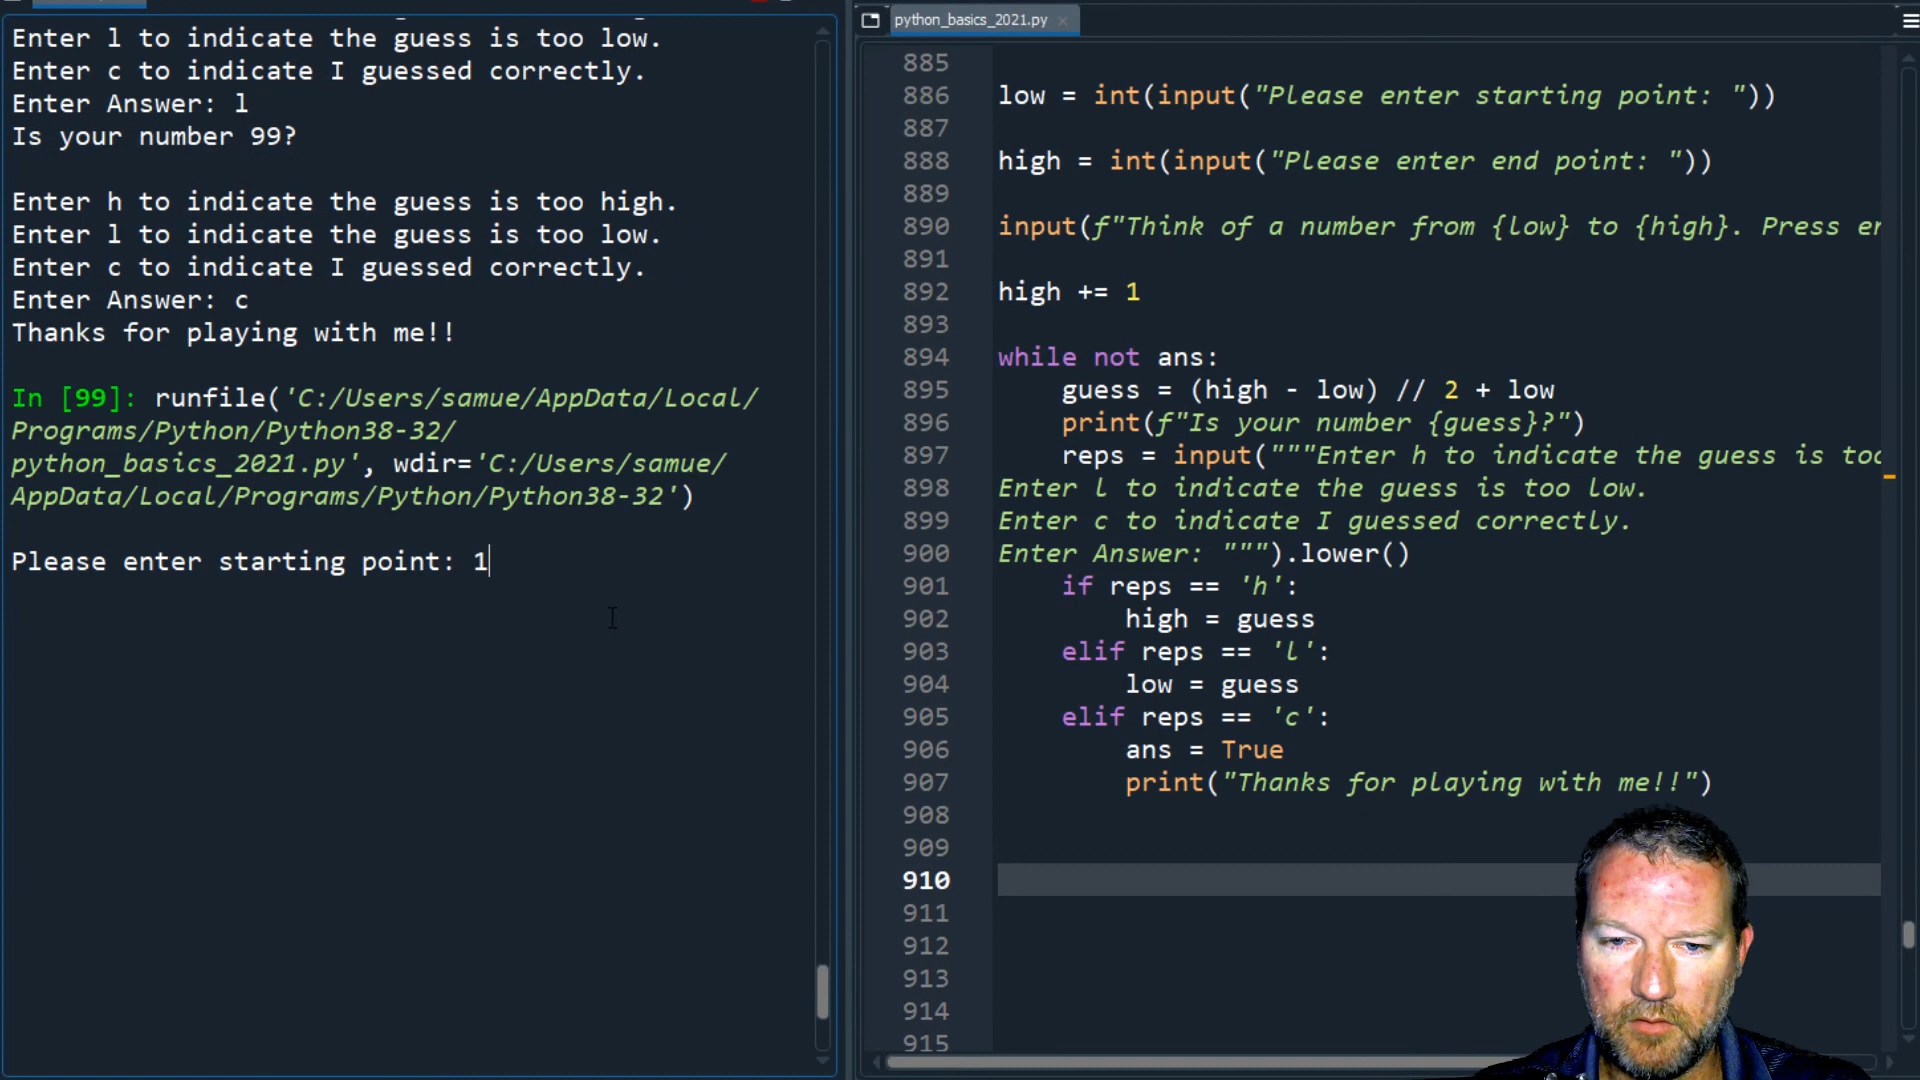 Enter l to indicate the guess is too low.
Enter c to indicate I guessed correctly.
Enter Answer: l
Is your number 99?
Enter h to indicate the guess is too high.
Enter l to indicate the guess is too low.
Enter c to indicate I guessed correctly.
Enter Answer: c
Thanks for playing with me!!
In [99]: runfile('C:/Users/samue/AppData/Local/
Programs/Python/Python38-32/
python_basics_2021.py', wdir='C:/Users/samue/
AppData/Local/Programs/Python/Python38-32')
Please enter starting point: 1
python_basics_2021.py
885
886 low = int(input("Please enter starting point: "))
887
888 high = int(input("Please enter end point: "))
889
890 input(f"Think of a number from {low} to {high}. Press
891
892 high += 1
893
894 while not ans:
895 guess = (high - low) // 2 + low
896 print(f"Is your number {guess}?")
897 reps = input("""Enter h to indicate the guess is
898 Enter l to indicate the guess is too low.
899 Enter c to indicate I guessed correctly.
900 Enter Answer: """).lower()
901 if reps == 'h':
902 high = guess
903 elif reps == 'l':
904 low = guess
905 elif reps == 'c':
906 ans = True
907 print("Thanks for playing with me!!")
908
909
910
911
912
913
914
915